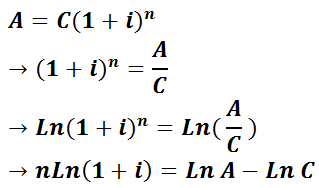 A = C(1 + i)ⁿ
→ (1 + i)ⁿ = A/C
→ Ln(1 + i)ⁿ = Ln(A/C)
→ nLn(1 + i) = Ln A − Ln C